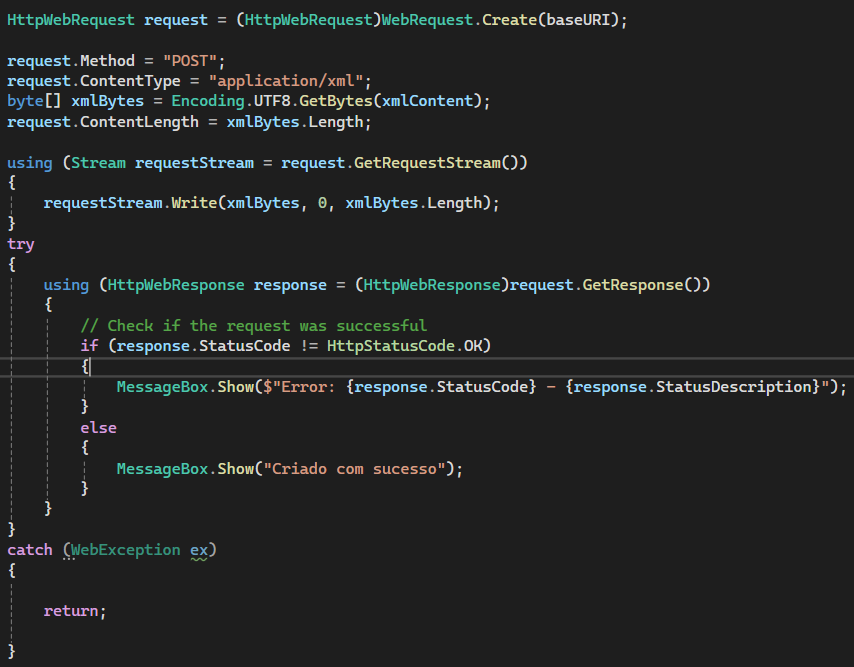 HttpWebRequest request = (HttpWebRequest)WebRequest.Create(baseURI);
request.Method = "POST";
request.ContentType = "application/xml";
byte[] xmlBytes = Encoding.UTF8.GetBytes(xmlContent);
request.ContentLength = xmlBytes.Length;
using (Stream requestStream = request.GetRequestStream())
{
requestStream.Write(xmlBytes, 0, xmlBytes.Length);
}
try
{
using (HttpWebResponse response = (HttpWebResponse)request.GetResponse())
{
// Check if the request was successful
if (response.StatusCode != HttpStatusCode.OK)
{
MessageBox.Show($"Error: {response.StatusCode} - {response.StatusDescription}");
}
else
{
MessageBox.Show("Criado com sucesso");
}
}
}
catch (WebException ex)
{
return;
}